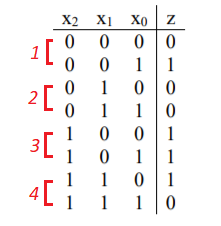 x2 x1 x0 z
1 0 0 0 0
0 0 1 1
2 0 1 0 0
0 1 1 0
3 1 0 0 1
1 0 1 1
4 1 1 0 1
1 1 1 0